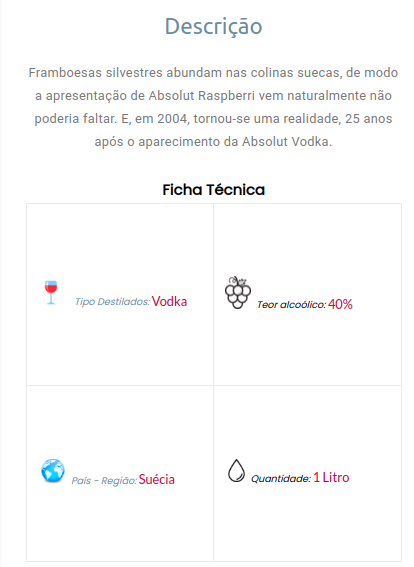 Descrição
Framboesas silvestres abundam nas colinas suecas, de modo
a apresentação de Absolut Raspberri vem naturalmente não
poderia faltar. E, em 2004, tornou-se uma realidade, 25 anos
após o aparecimento da Absolut Vodka.
Ficha Técnica
Tipo Destilados: Vodka
Teor alcoólico: 40%
País - Região: Suécia
Quantidade: 1 Litro